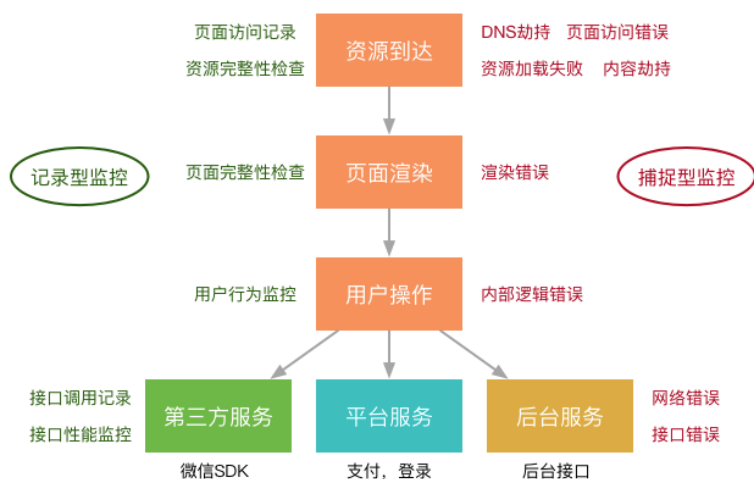 页面访问记录 资源到达 DNS劫持 页面访问错误
资源完整性检查 资源加载失败 内容劫持
记录型监控 页面完整性检查 页面渲染 渲染错误 捕捉型监控
用户行为监控 用户操作 内部逻辑错误
接口调用记录 第三方服务 平台服务 后台服务 网络错误
接口性能监控 接口错误
微信SDK 支付，登录 后台接口